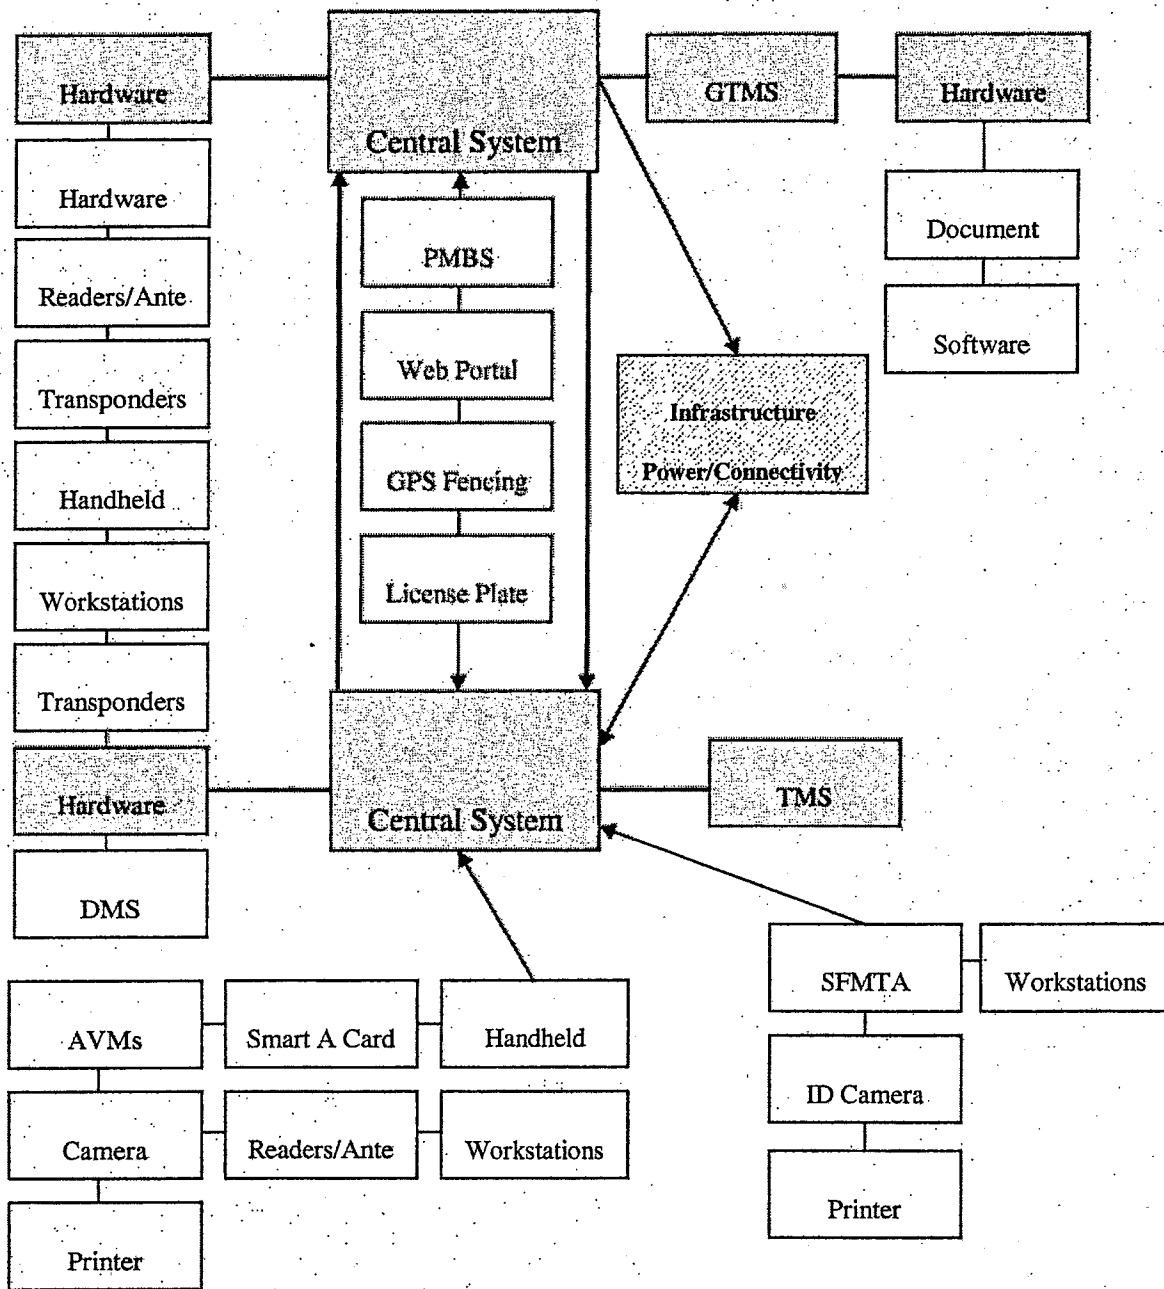 Hardware
Central System
GTMS
Hardware
Hardware
PMBS
Document
Readers/Ante
Web Portal
Software
Transponders
Infrastructure
Power/Connectivity
Handheld
GPS Fencing
Workstations
License Plate
Transponders
Hardware
Central System
TMS
DMS
SFMTA
Workstations
AVMs
Smart A Card
Handheld
ID Camera
Camera
Readers/Ante
Workstations
Printer
Printer